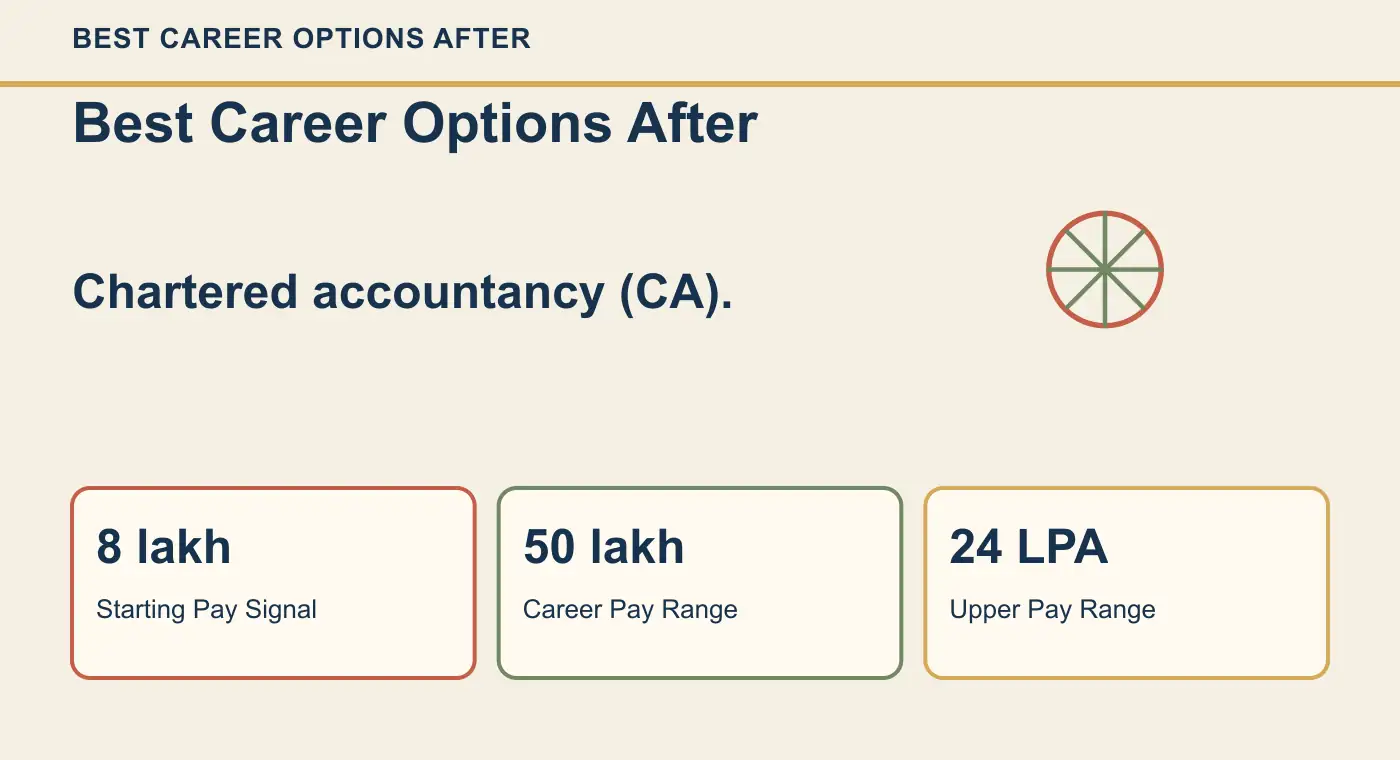 BEST CAREER OPTIONS AFTER
Best Career Options After
Chartered accountancy (CA).
8 lakh
Starting Pay Signal
50 lakh
Career Pay Range
24 LPA
Upper Pay Range